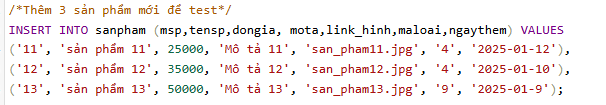 /*Thêm 3 sản phẩm mới để test*/
INSERT INTO sanpham (msp,tensp,dongia, mota,link_hinh,maloai,ngaythem) VALUES
('11', 'sản phẩm 11', 25000, 'Mô tả 11', 'san_pham11.jpg', '4', '2025-01-12'),
('12', 'sản phẩm 12', 35000, 'Mô tả 12', 'san_pham12.jpg', '4', '2025-01-10'),
('13', 'sản phẩm 13', 50000, 'Mô tả 13', 'san_pham13.jpg', '9', '2025-01-9');